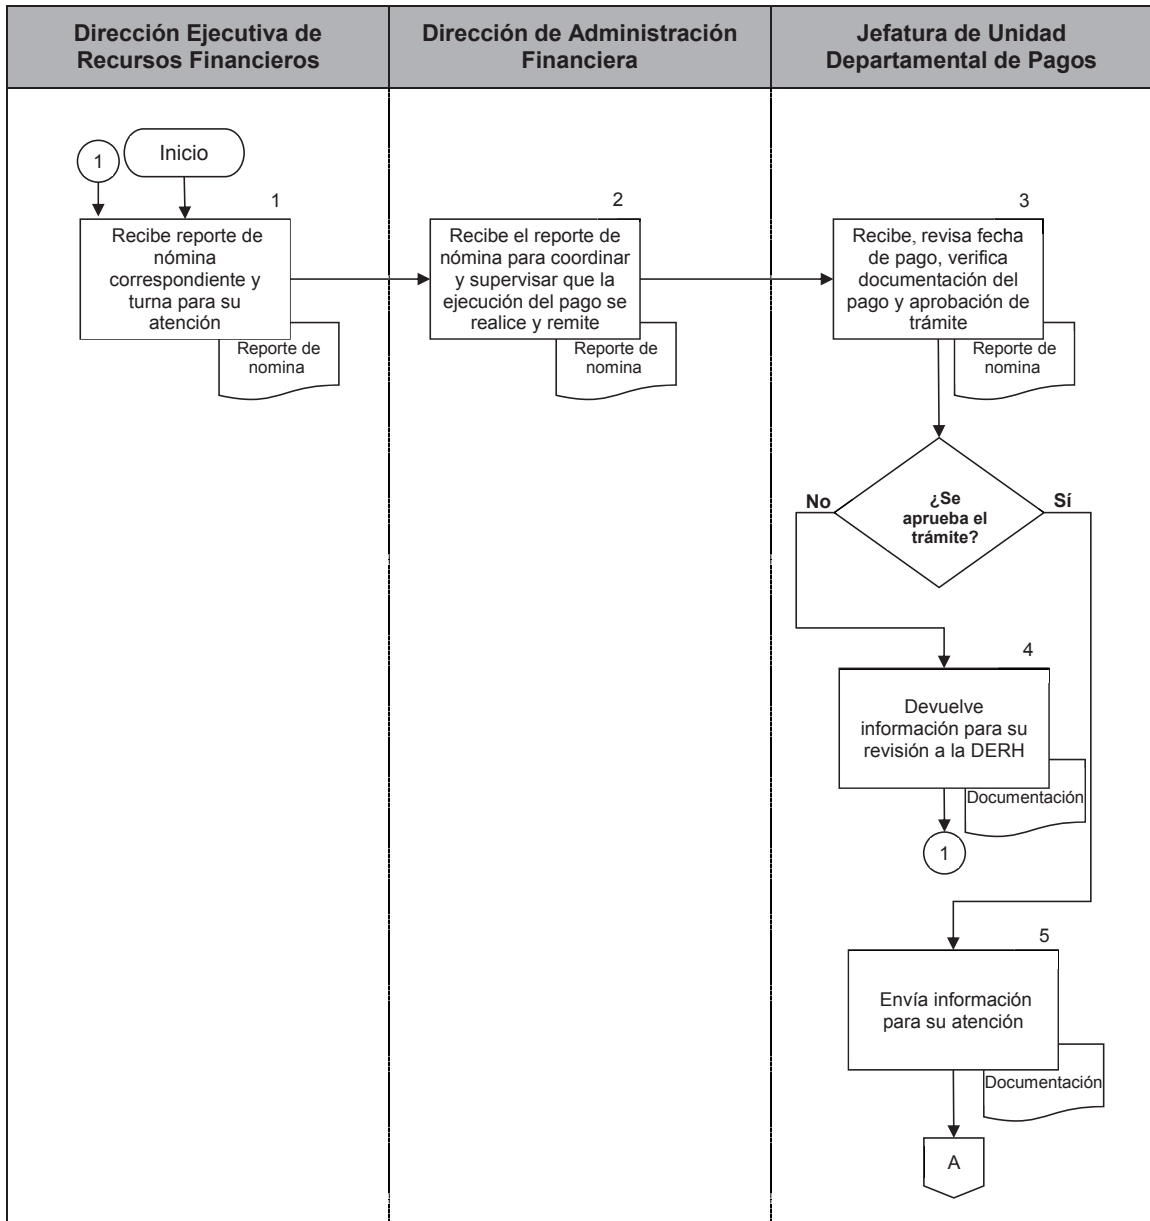 Dirección Ejecutiva de
Recursos Financieros
Dirección de Administración
Financiera
Jefatura de Unidad
Departamental de Pagos
1
Inicio
1
Recibe reporte de
nómina
correspondiente y
turna para su
atención
Reporte de
nomina
2
Recibe el reporte de
nómina para coordinar
y supervisar que la
ejecución del pago se
realice y remite
Reporte de
nomina
3
Recibe, revisa fecha
de pago, verifica
documentación del
pago y aprobación de
trámite
Reporte de
nomina
No
¿Se
aprueba el
trámite?
Sí
4
Devuelve
información para su
revisión a la DERH
Documentación
1
5
Envía información
para su atención
Documentación
A